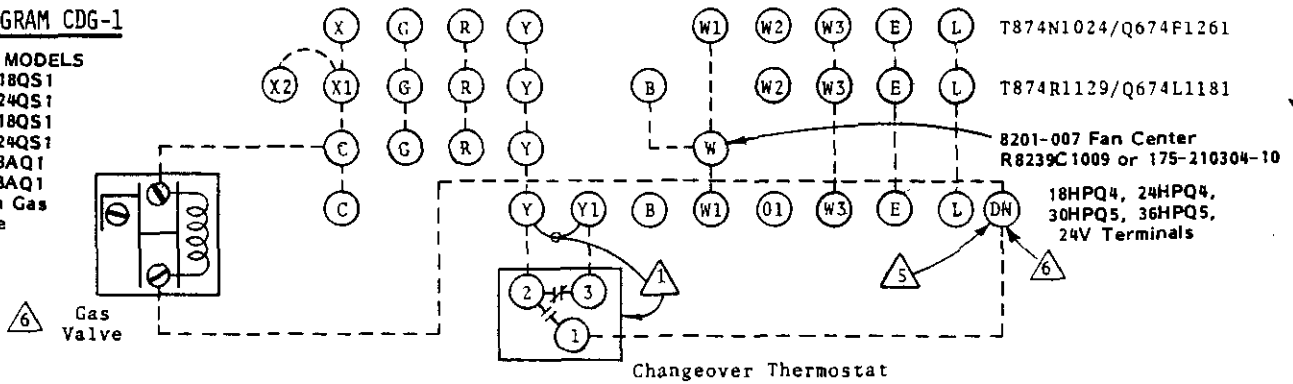 GRAM CDG-1
MODELS
18QS1
24QS1
18QS1
24QS1
BAQ1
BAQ1
Gas
X G R Y W1 W2 W3 E L T874N1024/Q674F1261
X2 X1 G R Y B W2 W3 E L T874R1129/Q674L1181
C G R Y W
8201-007 Fan Center
R8239C1009 or 175-210304-10
C Y Y1 B W1 O1 W3 E L DN
18HPQ4, 24HPQ4,
30HPQ5, 36HPQ5,
24V Terminals
1 5 6
2 3
1
6 Gas
Valve
Changeover Thermostat